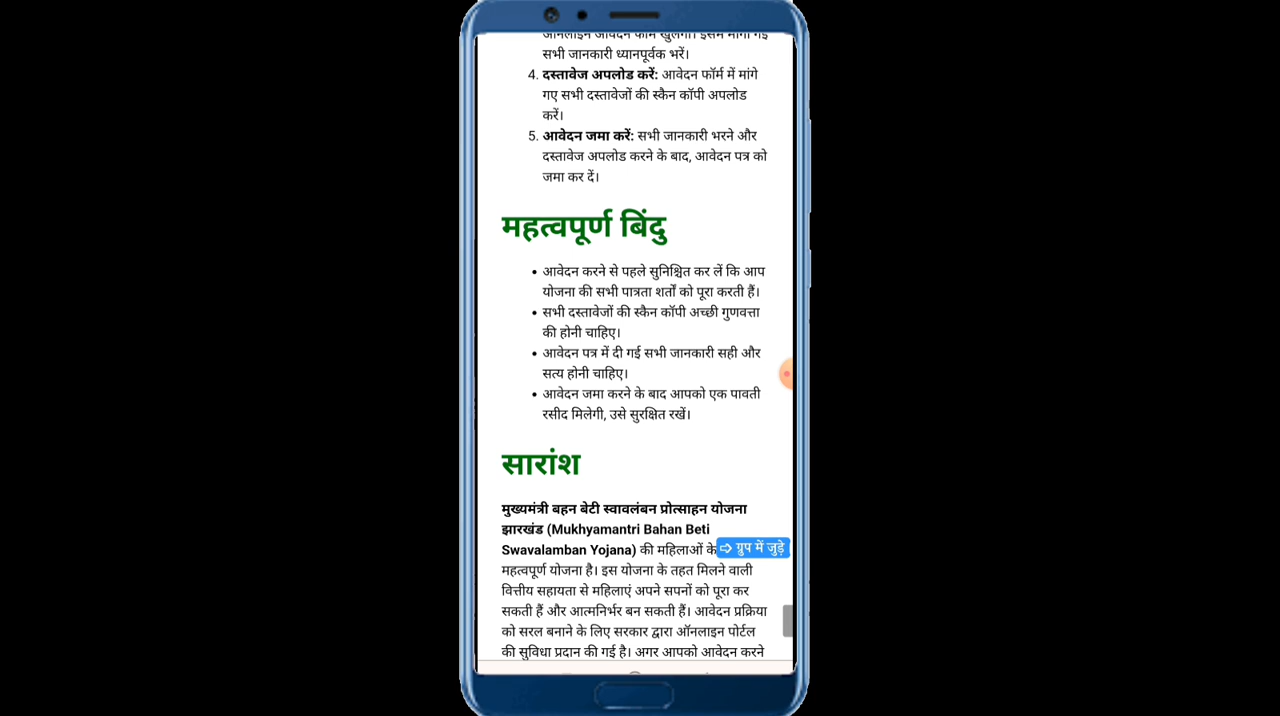 ऑनलाइन आवेदन फॉर्म खुलेगा। इसमें मांगी गई
सभी जानकारी ध्यानपूर्वक भरें।
4. दस्तावेज अपलोड करें: आवेदन फॉर्म में मांगे
गए सभी दस्तावेजों की स्कैन कॉपी अपलोड
करें।
5. आवेदन जमा करें: सभी जानकारी भरने और
दस्तावेज अपलोड करने के बाद, आवेदन पत्र को
जमा कर दें।
महत्वपूर्ण बिंदु
• आवेदन करने से पहले सुनिश्चित कर लें कि आप
योजना की सभी पात्रता शर्तों को पूरा करती हैं।
• सभी दस्तावेजों की स्कैन कॉपी अच्छी गुणवत्ता
की होनी चाहिए।
• आवेदन पत्र में दी गई सभी जानकारी सही और
सत्य होनी चाहिए।
• आवेदन जमा करने के बाद आपको एक पावती
रसीद मिलेगी, उसे सुरक्षित रखें।
सारांश
मुख्यमंत्री बहन बेटी स्वावलंबन प्रोत्साहन योजना
झारखंड (Mukhyamantri Bahan Beti
Swavalamban Yojana) की महिलाओं के
⇨ ग्रुप में जुड़े
महत्वपूर्ण योजना है। इस योजना के तहत मिलने वाली
वित्तीय सहायता से महिलाएं अपने सपनों को पूरा कर
सकती हैं और आत्मनिर्भर बन सकती हैं। आवेदन प्रक्रिया
को सरल बनाने के लिए सरकार द्वारा ऑनलाइन पोर्टल
की सुविधा प्रदान की गई है। अगर आपको आवेदन करने